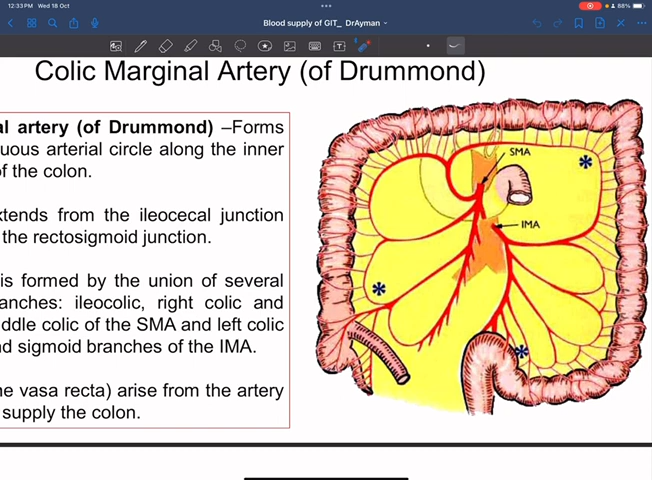 12:33 PM Wed 18 Oct
88%
Blood supply of GIT_ DrAyman
Colic Marginal Artery (of Drummond)
al artery (of Drummond) –Forms
uous arterial circle along the inner
of the colon.
xtends from the ileocecal junction
the rectosigmoid junction.
is formed by the union of several
anches: ileocolic, right colic and
ddle colic of the SMA and left colic
nd sigmoid branches of the IMA.
he vasa recta) arise from the artery
supply the colon.
SMA
IMA